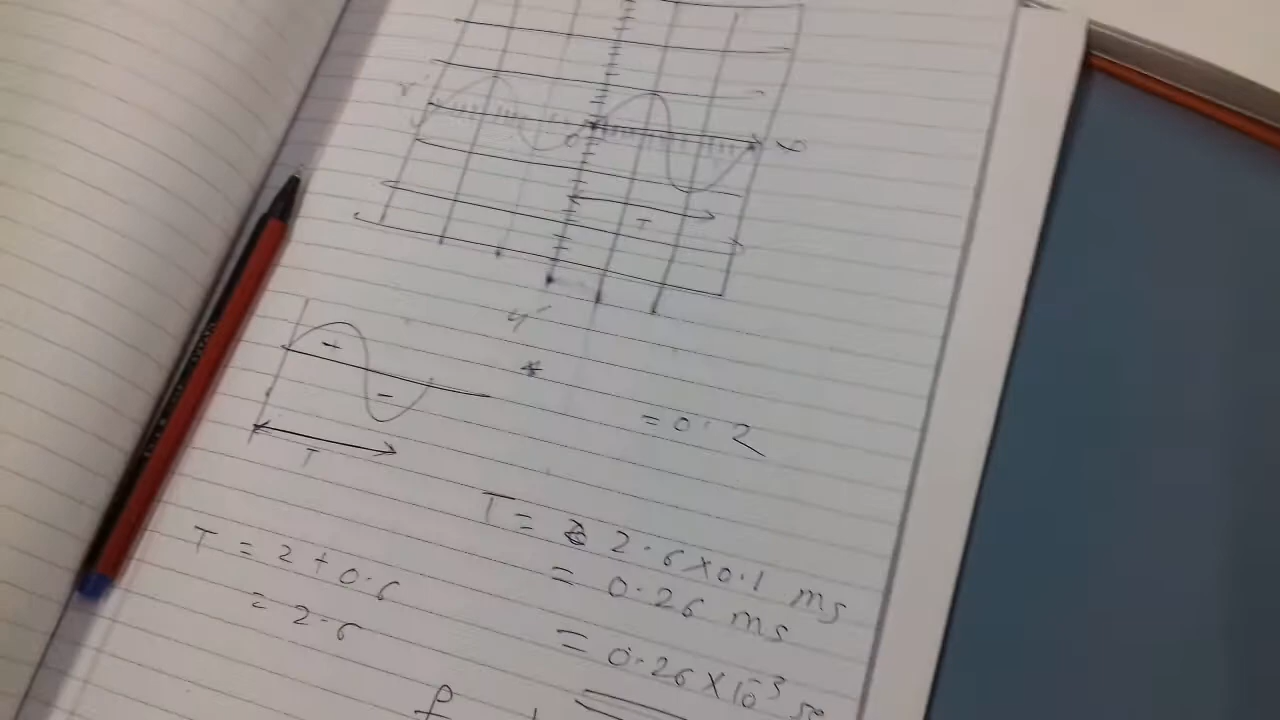 O
T
y'
+
-
T
= 0.2
T = 2.6 x 0.1 ms
= 0.26 ms
= 0.26 x 10⁻³
T = 2 + 0.6
= 2.6
f